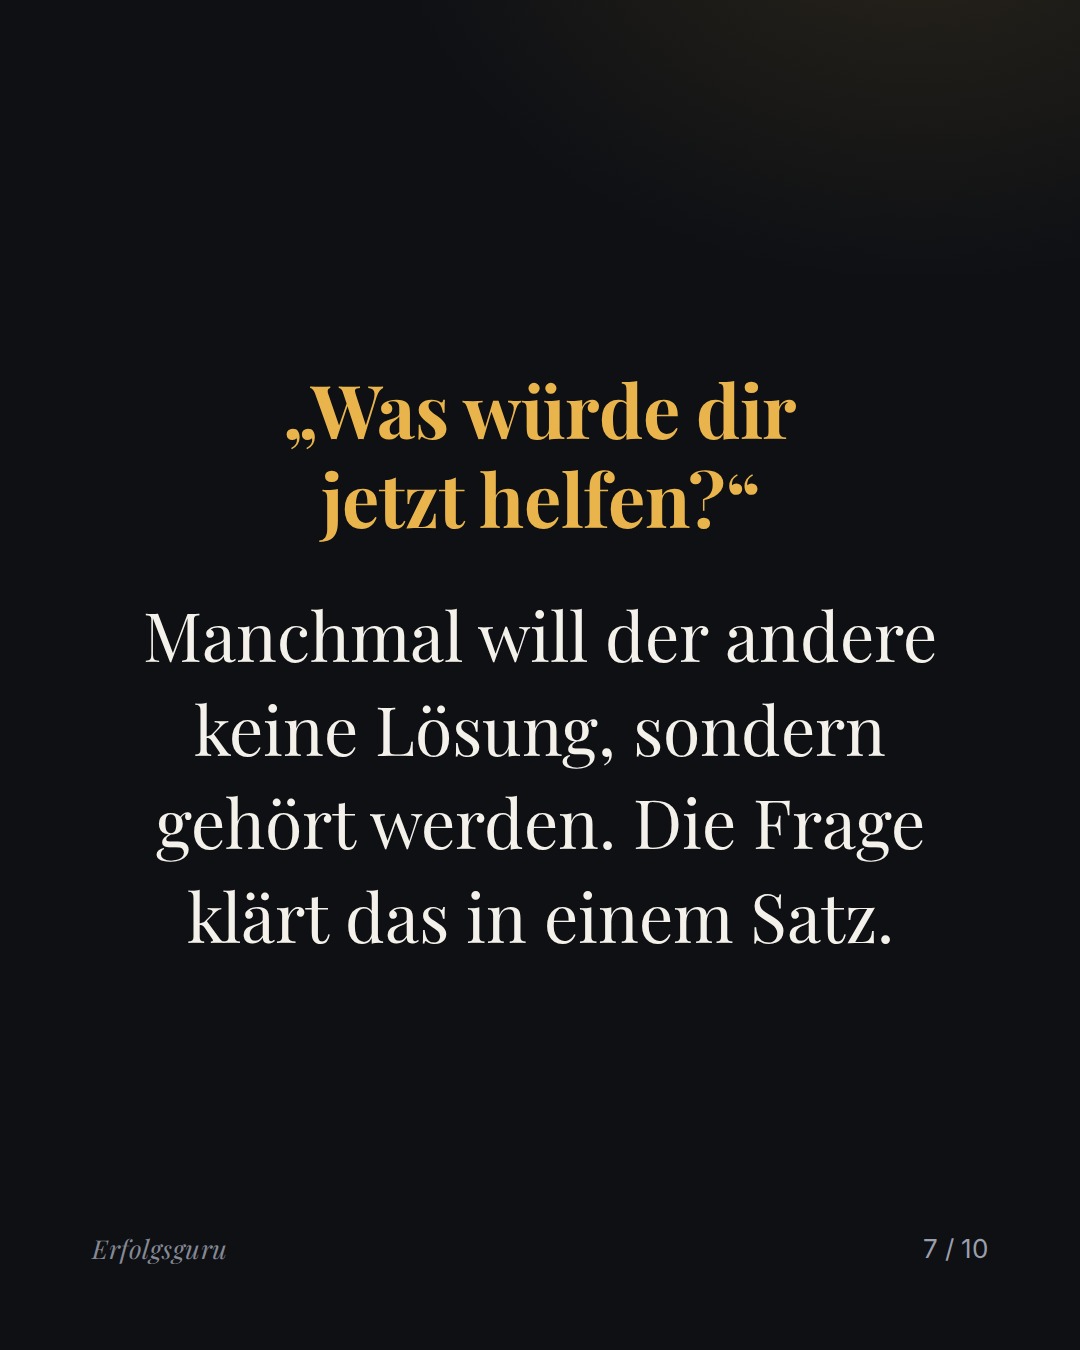 „Was würde dir
jetzt helfen?“
Manchmal will der andere
keine Lösung, sondern
gehört werden. Die Frage
klärt das in einem Satz.
Erfolgsguru
7 / 10